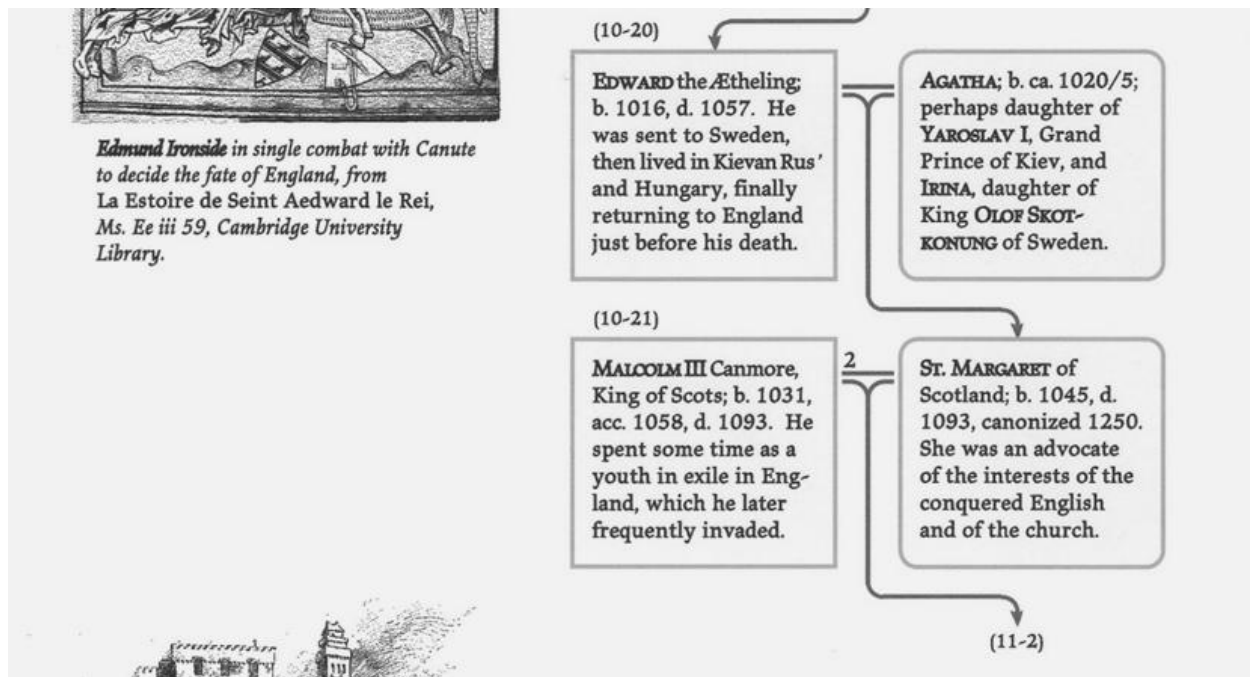 Edmund Ironside in single combat with Canute
to decide the fate of England, from
La Estoire de Seint Aedward le Rei,
Ms. Ee iii 59, Cambridge University
Library.
(10-20)
EDWARD the Ætheling;
b. 1016, d. 1057. He
was sent to Sweden,
then lived in Kievan Rus'
and Hungary, finally
returning to England
just before his death.
AGATHA; b. ca. 1020/5;
perhaps daughter of
YAROSLAV I, Grand
Prince of Kiev, and
IRINA, daughter of
King OLOF SKOT-
KONUNG of Sweden.
(10-21)
MALCOLM III Canmore,
King of Scots; b. 1031,
acc. 1058, d. 1093. He
spent some time as a
youth in exile in Eng-
land, which he later
frequently invaded.
2
ST. MARGARET of
Scotland; b. 1045, d.
1093, canonized 1250.
She was an advocate
of the interests of the
conquered English
and of the church.
(11-2)